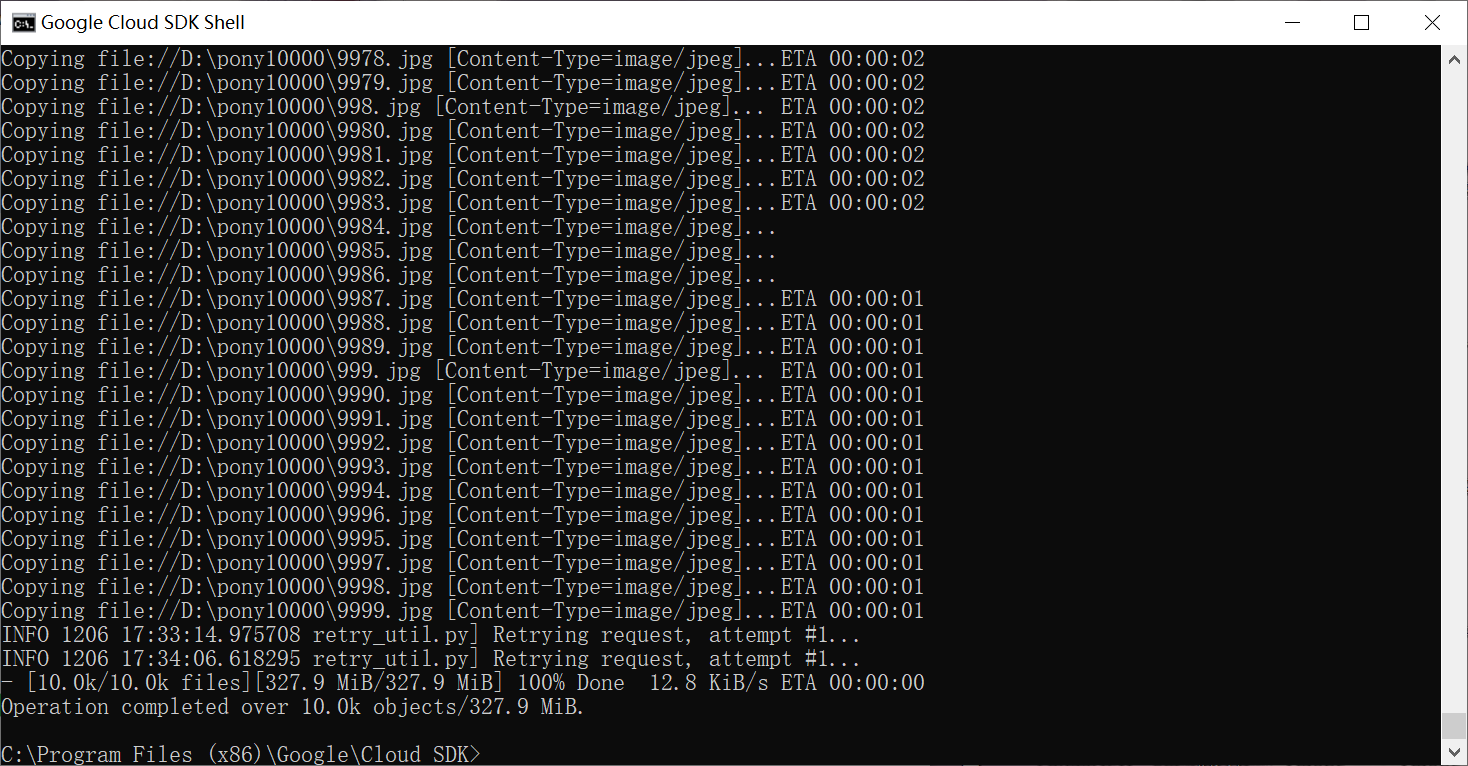 Google Cloud SDK Shell
Copying file://D:\pony10000\9978.jpg [Content-Type=image/jpeg]...ETA 00:00:02
Copying file://D:\pony10000\9979.jpg [Content-Type=image/jpeg]...ETA 00:00:02
Copying file://D:\pony10000\998.jpg [Content-Type=image/jpeg]... ETA 00:00:02
Copying file://D:\pony10000\9980.jpg [Content-Type=image/jpeg]...ETA 00:00:02
Copying file://D:\pony10000\9981.jpg [Content-Type=image/jpeg]...ETA 00:00:02
Copying file://D:\pony10000\9982.jpg [Content-Type=image/jpeg]...ETA 00:00:02
Copying file://D:\pony10000\9983.jpg [Content-Type=image/jpeg]...ETA 00:00:02
Copying file://D:\pony10000\9984.jpg [Content-Type=image/jpeg]...
Copying file://D:\pony10000\9985.jpg [Content-Type=image/jpeg]...
Copying file://D:\pony10000\9986.jpg [Content-Type=image/jpeg]...
Copying file://D:\pony10000\9987.jpg [Content-Type=image/jpeg]...ETA 00:00:01
Copying file://D:\pony10000\9988.jpg [Content-Type=image/jpeg]...ETA 00:00:01
Copying file://D:\pony10000\9989.jpg [Content-Type=image/jpeg]...ETA 00:00:01
Copying file://D:\pony10000\999.jpg [Content-Type=image/jpeg]... ETA 00:00:01
Copying file://D:\pony10000\9990.jpg [Content-Type=image/jpeg]...ETA 00:00:01
Copying file://D:\pony10000\9991.jpg [Content-Type=image/jpeg]...ETA 00:00:01
Copying file://D:\pony10000\9992.jpg [Content-Type=image/jpeg]...ETA 00:00:01
Copying file://D:\pony10000\9993.jpg [Content-Type=image/jpeg]...ETA 00:00:01
Copying file://D:\pony10000\9994.jpg [Content-Type=image/jpeg]...ETA 00:00:01
Copying file://D:\pony10000\9996.jpg [Content-Type=image/jpeg]...ETA 00:00:01
Copying file://D:\pony10000\9995.jpg [Content-Type=image/jpeg]...ETA 00:00:01
Copying file://D:\pony10000\9997.jpg [Content-Type=image/jpeg]...ETA 00:00:01
Copying file://D:\pony10000\9998.jpg [Content-Type=image/jpeg]...ETA 00:00:01
Copying file://D:\pony10000\9999.jpg [Content-Type=image/jpeg]...ETA 00:00:01
INFO 1206 17:33:14.975708 retry_util.py] Retrying request, attempt #1...
INFO 1206 17:34:06.618295 retry_util.py] Retrying request, attempt #1...
- [10.0k/10.0k files][327.9 MiB/327.9 MiB] 100% Done  12.8 KiB/s ETA 00:00:00
Operation completed over 10.0k objects/327.9 MiB.
C:\Program Files (x86)\Google\Cloud SDK>